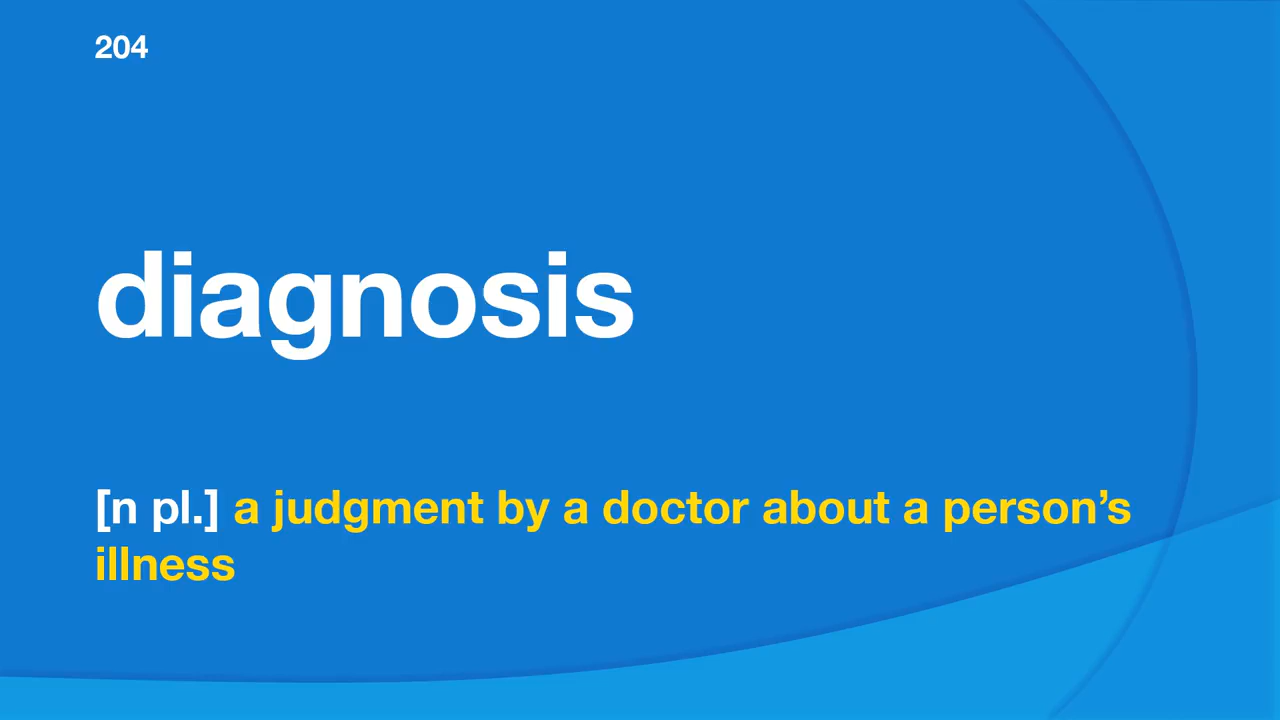 204
diagnosis
[n pl.] a judgment by a doctor about a person’s
illness